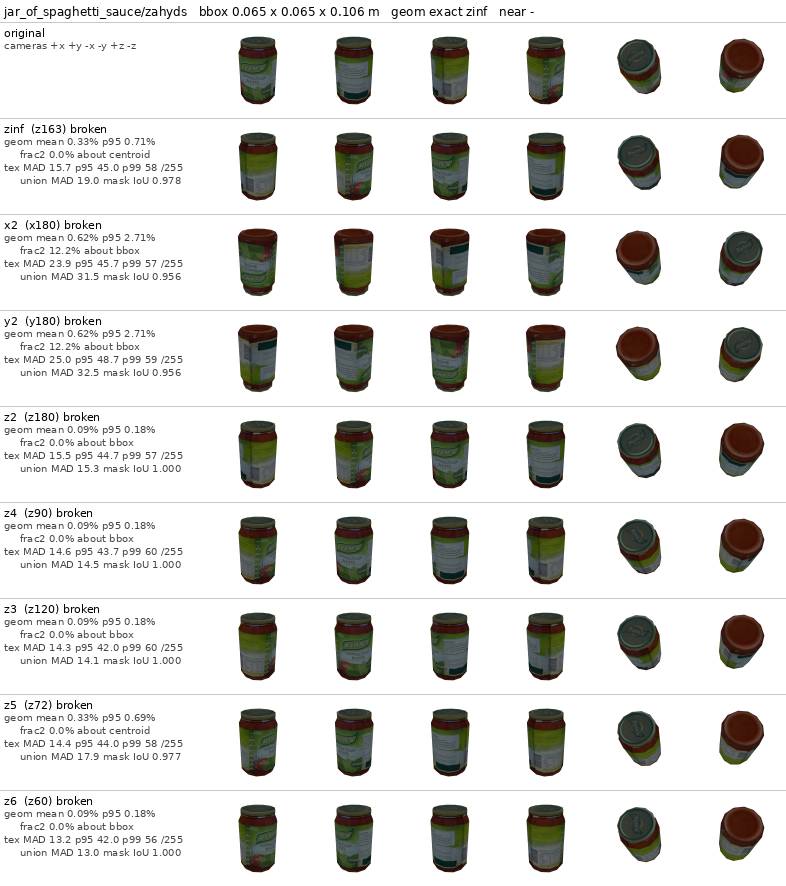 jar_of_spaghetti_sauce/zahyds bbox 0.065 x 0.065 x 0.106 m geom exact zinf near -
original
cameras +x +y -x -y +z -z
zinf (z163) broken
geom mean 0.33% p95 0.71%
frac2 0.0% about centroid
tex MAD 15.7 p95 45.0 p99 58 /255
union MAD 19.0 mask IoU 0.978
x2 (x180) broken
geom mean 0.62% p95 2.71%
frac2 12.2% about bbox
tex MAD 23.9 p95 45.7 p99 57 /255
union MAD 31.5 mask IoU 0.956
y2 (y180) broken
geom mean 0.62% p95 2.71%
frac2 12.2% about bbox
tex MAD 25.0 p95 48.7 p99 59 /255
union MAD 32.5 mask IoU 0.956
z2 (z180) broken
geom mean 0.09% p95 0.18%
frac2 0.0% about bbox
tex MAD 15.5 p95 44.7 p99 57 /255
union MAD 15.3 mask IoU 1.000
z4 (z90) broken
geom mean 0.09% p95 0.18%
frac2 0.0% about bbox
tex MAD 14.6 p95 43.7 p99 60 /255
union MAD 14.5 mask IoU 1.000
z3 (z120) broken
geom mean 0.09% p95 0.18%
frac2 0.0% about bbox
tex MAD 14.3 p95 42.0 p99 60 /255
union MAD 14.1 mask IoU 1.000
z5 (z72) broken
geom mean 0.33% p95 0.69%
frac2 0.0% about centroid
tex MAD 14.4 p95 44.0 p99 58 /255
union MAD 17.9 mask IoU 0.977
z6 (z60) broken
geom mean 0.09% p95 0.18%
frac2 0.0% about bbox
tex MAD 13.2 p95 42.0 p99 56 /255
union MAD 13.0 mask IoU 1.000